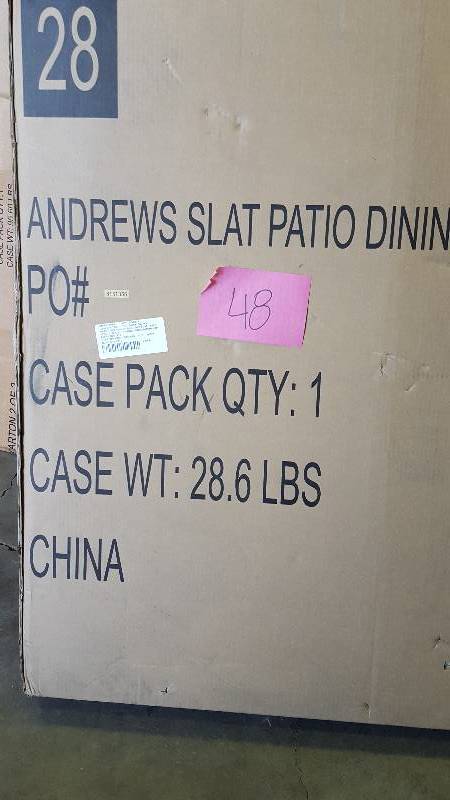 28
ANDREWS SLAT PATIO DININ
PO#
48
CASE PACK QTY: 1
CASE WT: 28.6 LBS
CHINA